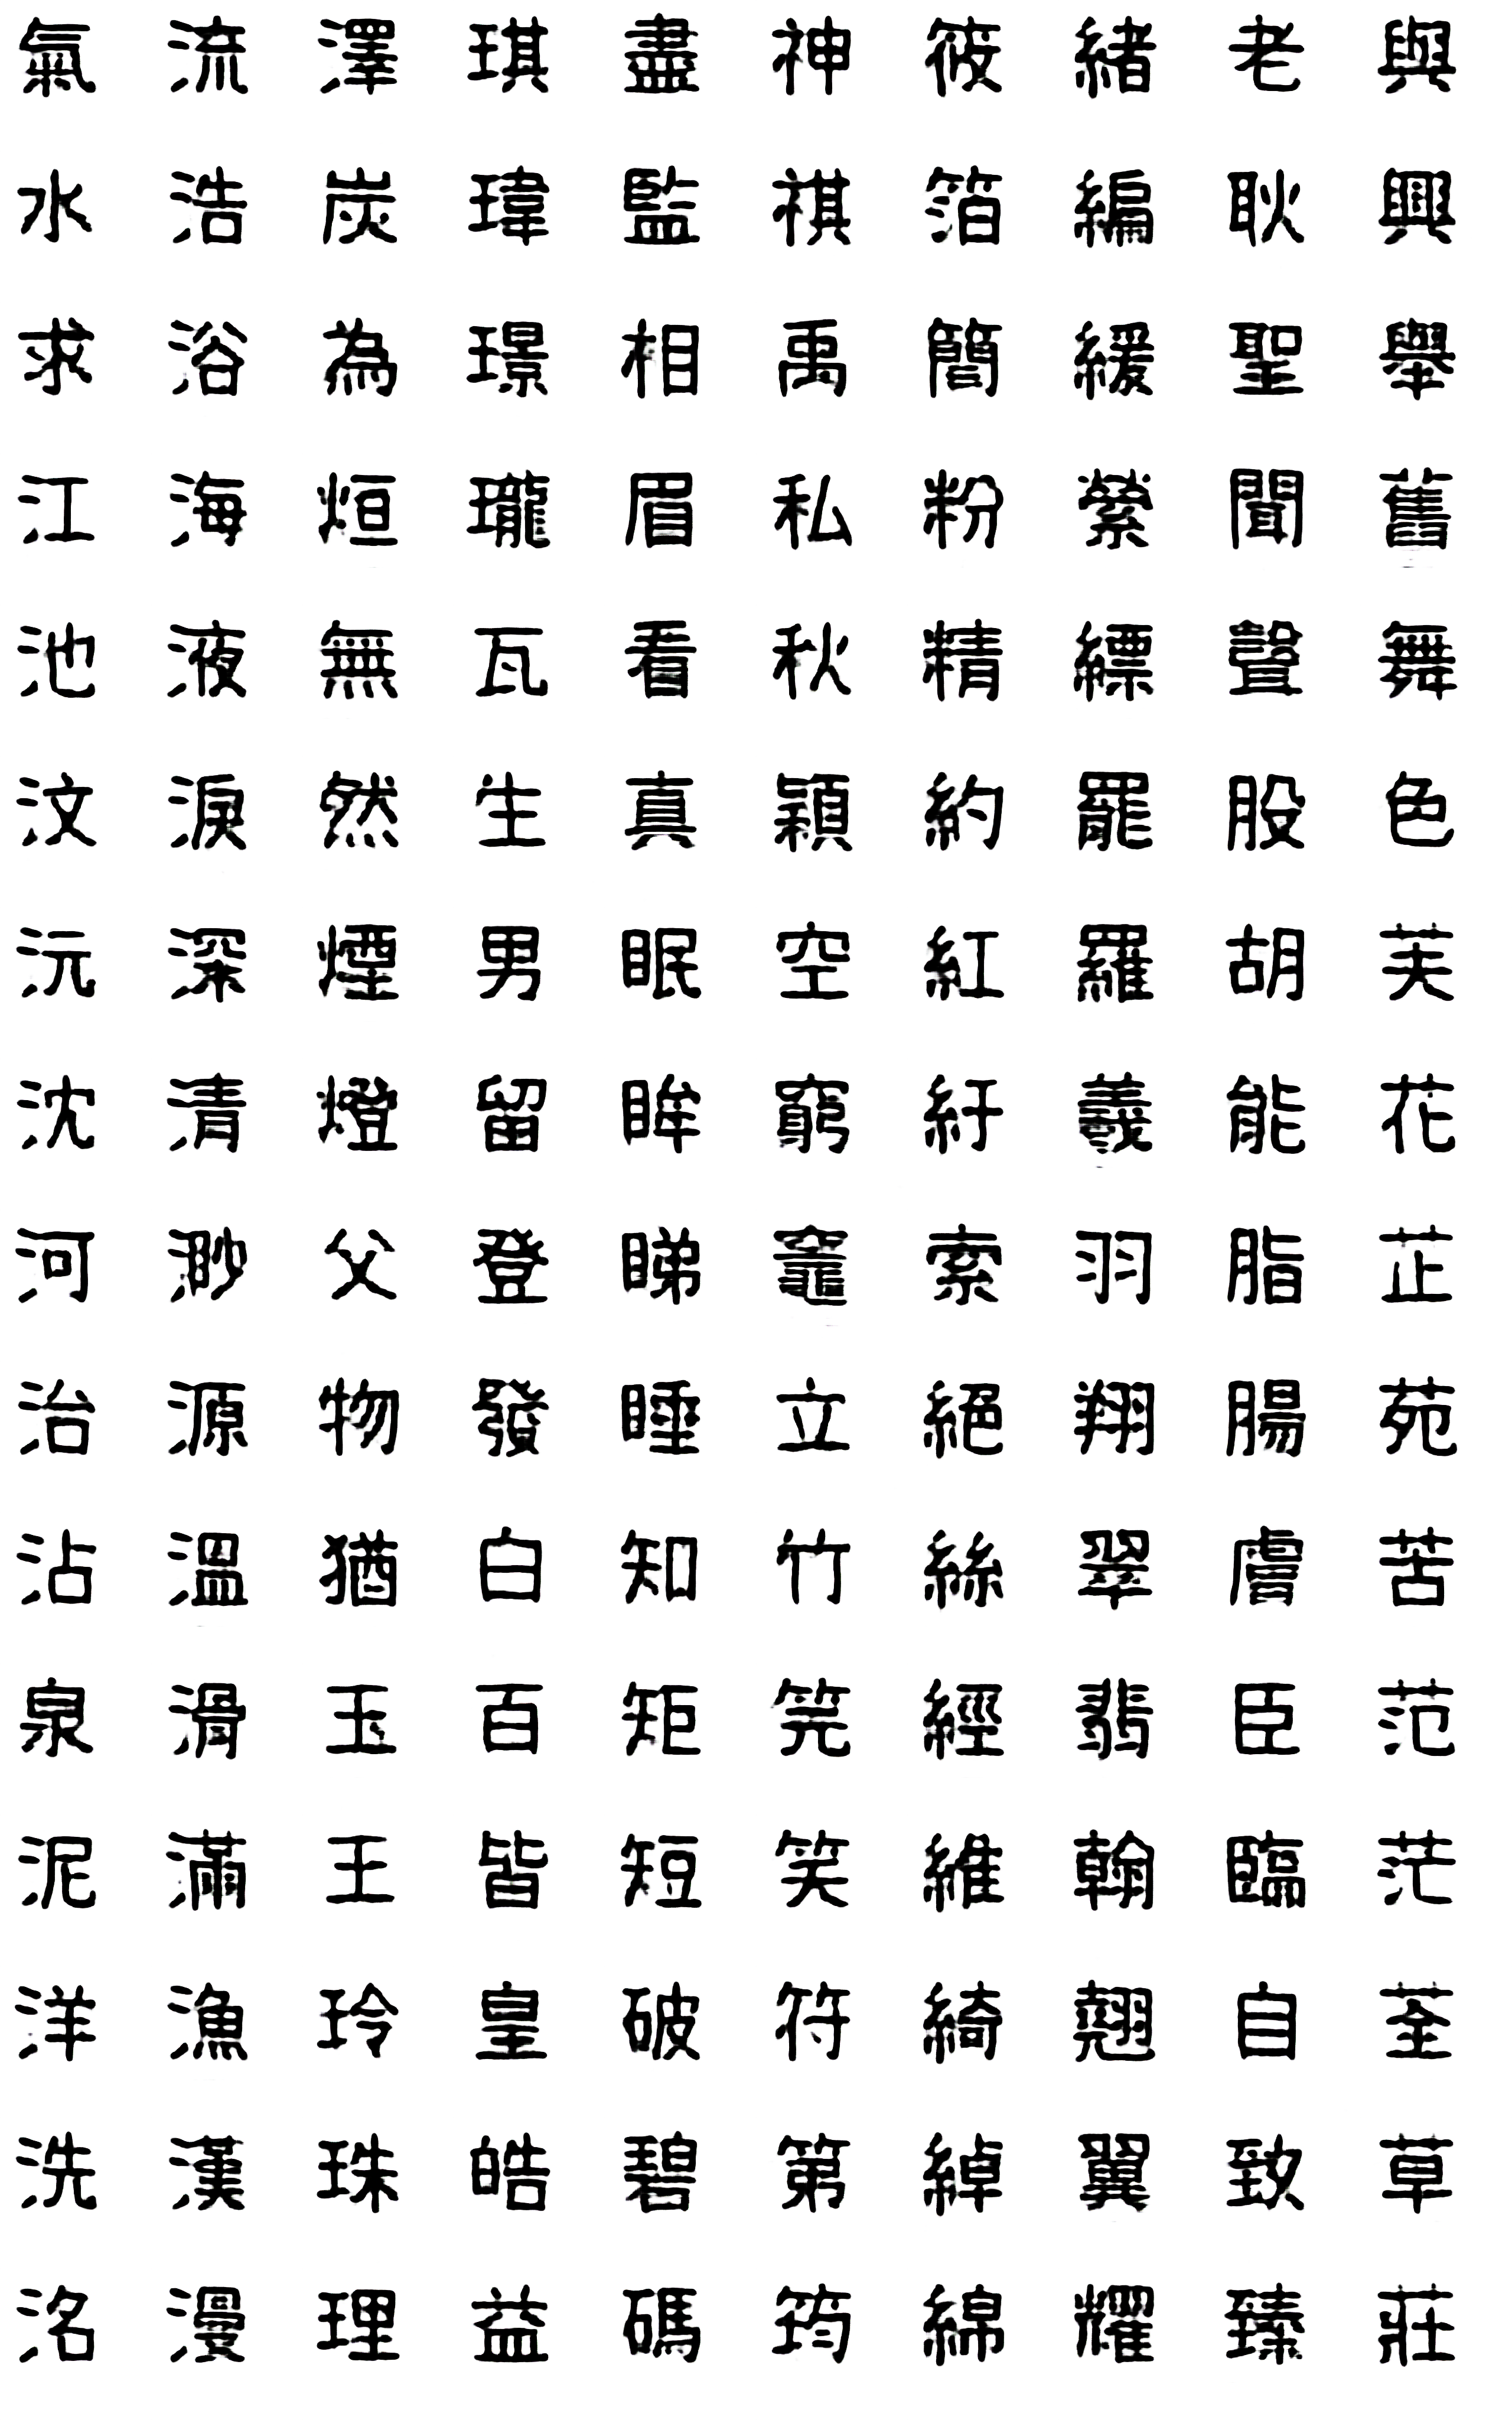 氣流澤琪盡神筱緒老與
水浩炭瑋監祺箔編耿興
求浴為璟相禹簡緩聖舉
江海烜瓏眉私粉縈聞舊
池液無瓦看秋精縹聲舞
汶淚然生真穎約罷股色
沅深煙男眠空紅羅胡芙
沈清燈留眸窮紆羲能花
河渺父登睇竈索羽脂芷
治源物發睡立絕翔腸苑
沾溫猶白知竹絲翠膚苦
泉滑玉百矩筦經翡臣范
泥滿王皆短笑維翰臨茫
洋漁玲皇破符綺翹自荃
洗漢珠皓碧第綽翼致草
洺漫理益碼筠綿耀臻莊